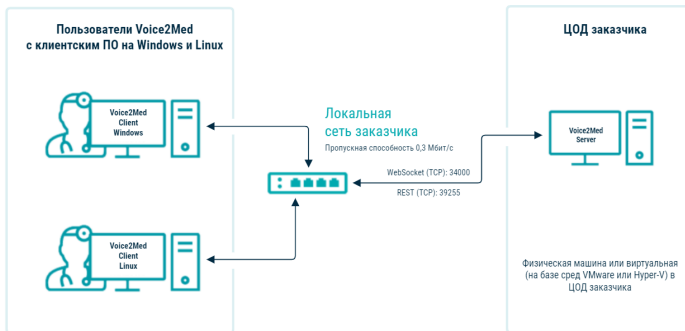 Пользователи Voice2Med
с клиентским ПО на Windows и Linux
Voice2Med
Client
Windows
Voice2Med
Client
Linux
Локальная
сеть заказчика
Пропускная способность 0,3 Мбит/с
WebSocket (TCP): 34000
REST (TCP): 39255
ЦОД заказчика
Voice2Med
Server
Физическая машина или виртуальная
(на базе сред VMware или Hyper-V) в
ЦОД заказчика